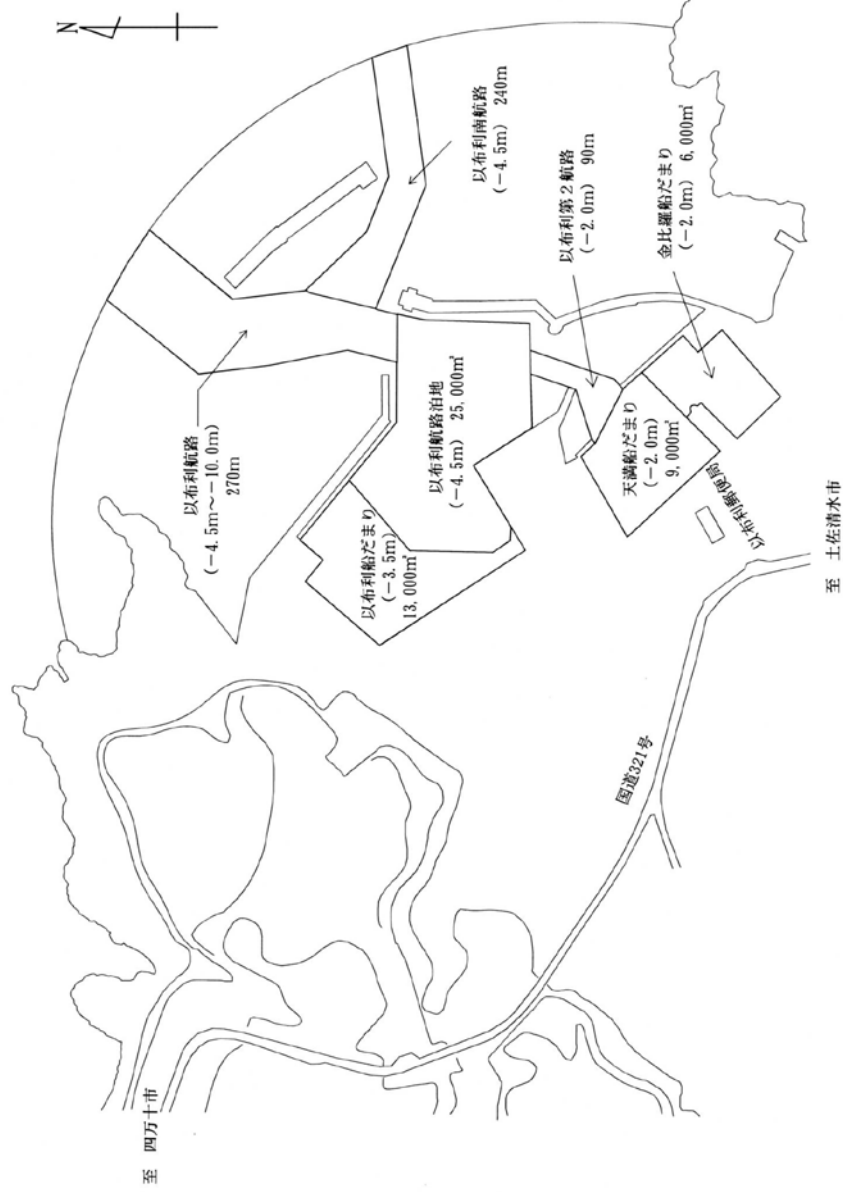 N
以布利南航路
(-4.5m) 240m
以布利航路
(-4.5m~-10.0m)
270m
以布利第2航路
(-2.0m) 90m
金比羅船だまり
(-2.0m) 6,000㎡
以布利航路泊地
(-4.5m) 25,000㎡
以布利船だまり
(-3.5m)
13,000㎡
天満船だまり
(-2.0m)
9,000㎡
以布利郵便局
国道321号
至 土佐清水市
至 四万十市